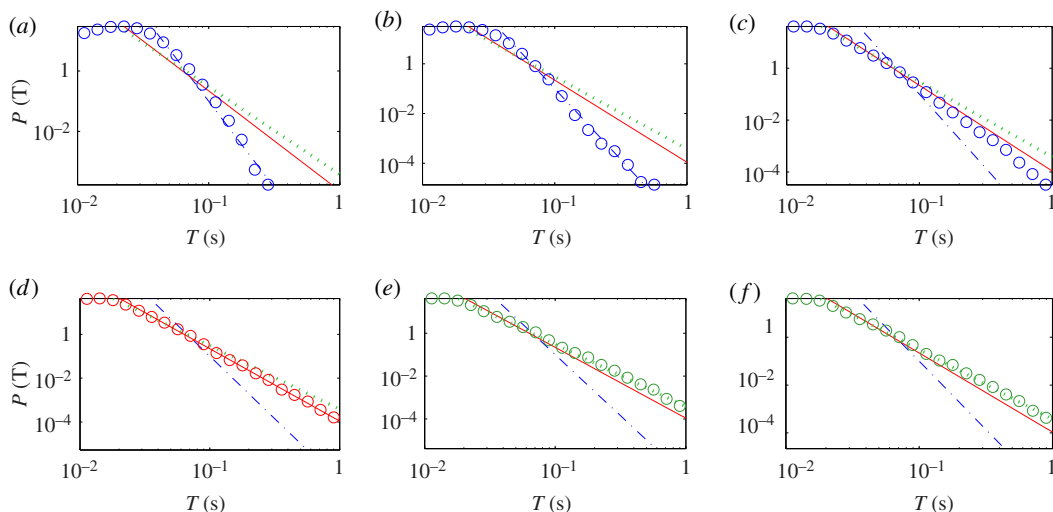 (a) (b) (c)
P (T) 1 1 1
10⁻² 10⁻² 10⁻²
10⁻⁴ 10⁻⁴
10⁻² 10⁻¹ 1 10⁻² 10⁻¹ 1 10⁻² 10⁻¹ 1
T (s) T (s) T (s)
(d) (e) (f)
P (T) 1 1 1
10⁻² 10⁻² 10⁻²
10⁻⁴ 10⁻⁴ 10⁻⁴
10⁻² 10⁻¹ 1 10⁻² 10⁻¹ 1 10⁻² 10⁻¹ 1
T (s) T (s) T (s)